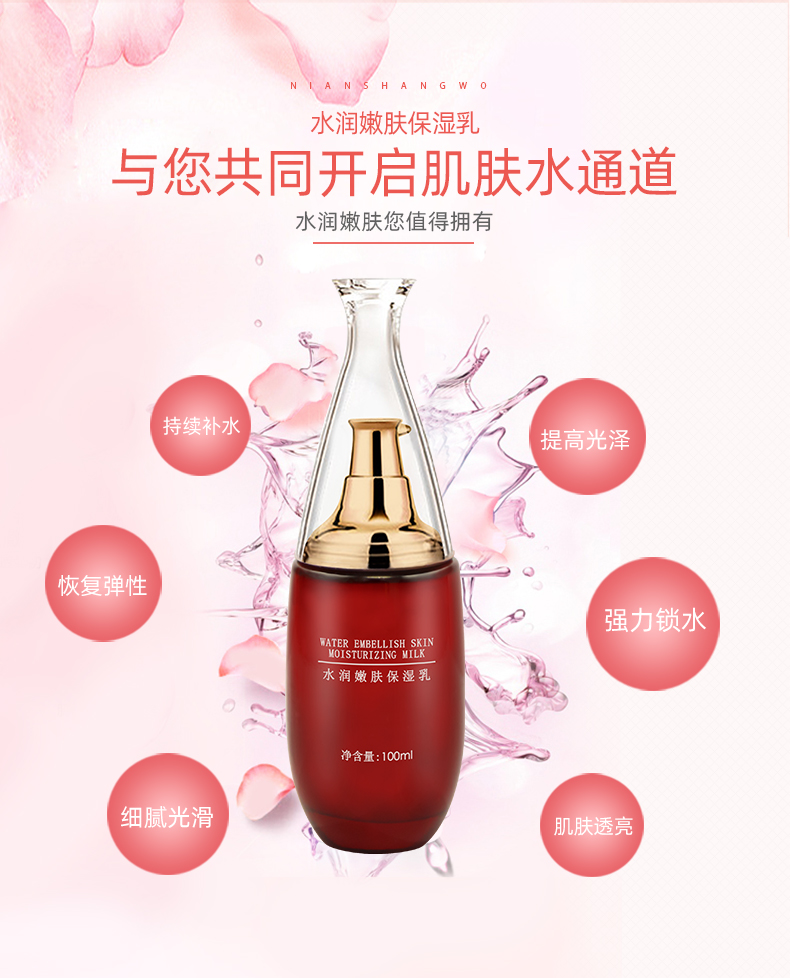 NIANSHANGWO
水润嫩肤保湿乳
与您共同开启肌肤水通道
水润嫩肤您值得拥有
持续补水
提高光泽
恢复弹性
强力锁水
WATER EMBELLISH SKIN
MOISTURIZING MILK
水润嫩肤保湿乳
净含量:100ml
细腻光滑
肌肤透亮